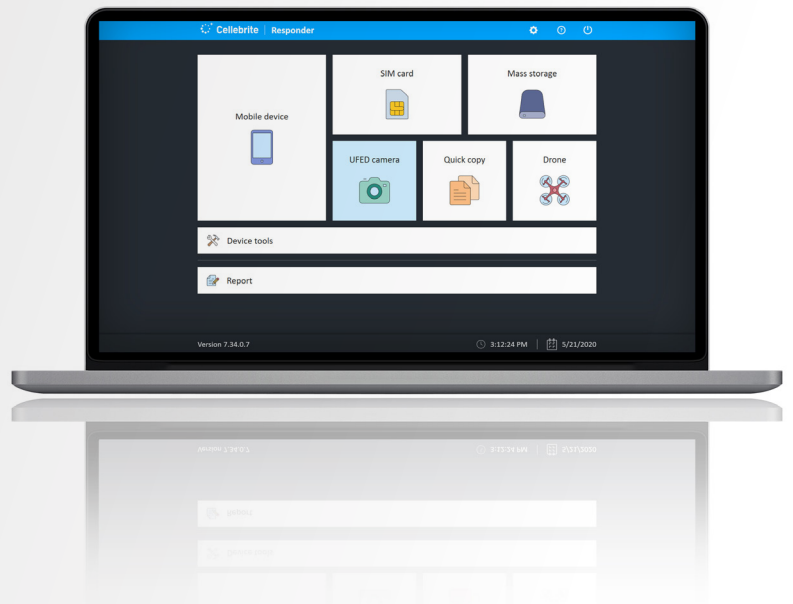 Cellebrite | Responder
SIM card
Mass storage
Mobile device
UFED camera
Quick copy
Drone
Device tools
Report
Version 7.34.0.7
3:12:24 PM | 5/21/2020